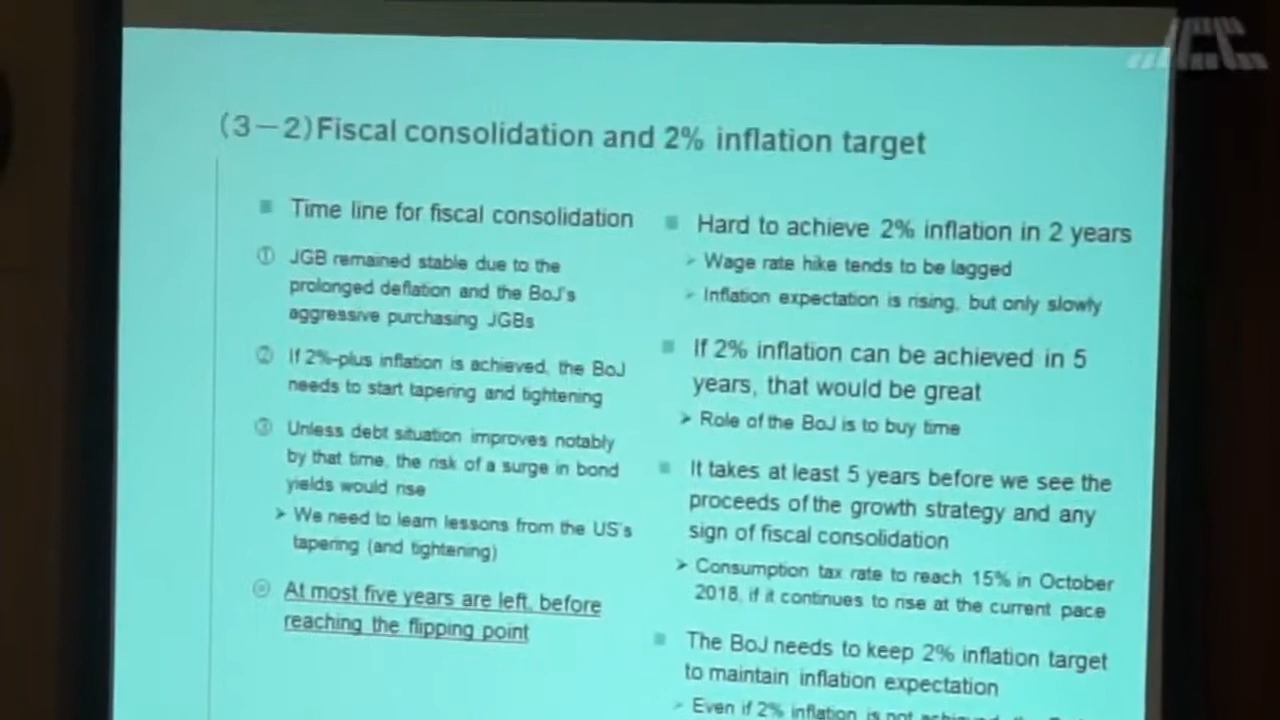 JCC
(3－2)Fiscal consolidation and 2% inflation target
Time line for fiscal consolidation
① JGB remained stable due to the
prolonged deflation and the BoJ's
aggressive purchasing JGBs
② If 2%-plus inflation is achieved, the BoJ
needs to start tapering and tightening
③ Unless debt situation improves notably
by that time, the risk of a surge in bond
yields would rise
We need to learn lessons from the US's
tapering (and tightening)
◎ At most five years are left, before
reaching the flipping point
Hard to achieve 2% inflation in 2 years
Wage rate hike tends to be lagged
Inflation expectation is rising, but only slowly
If 2% inflation can be achieved in 5
years, that would be great
Role of the BoJ is to buy time
It takes at least 5 years before we see the
proceeds of the growth strategy and any
sign of fiscal consolidation
Consumption tax rate to reach 15% in October
2018, if it continues to rise at the current pace
The BoJ needs to keep 2% inflation target
to maintain inflation expectation
Even if 2% inflation is not